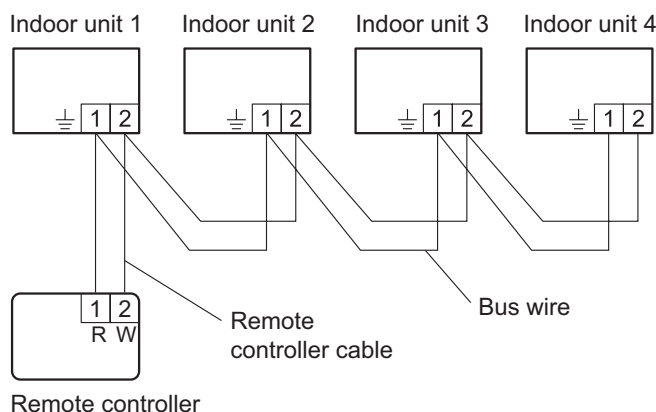 Indoor unit 1 Indoor unit 2 Indoor unit 3 Indoor unit 4
1 2 1 2 1 2 1 2
1 2
R W
Remote
controller cable
Bus wire
Remote controller